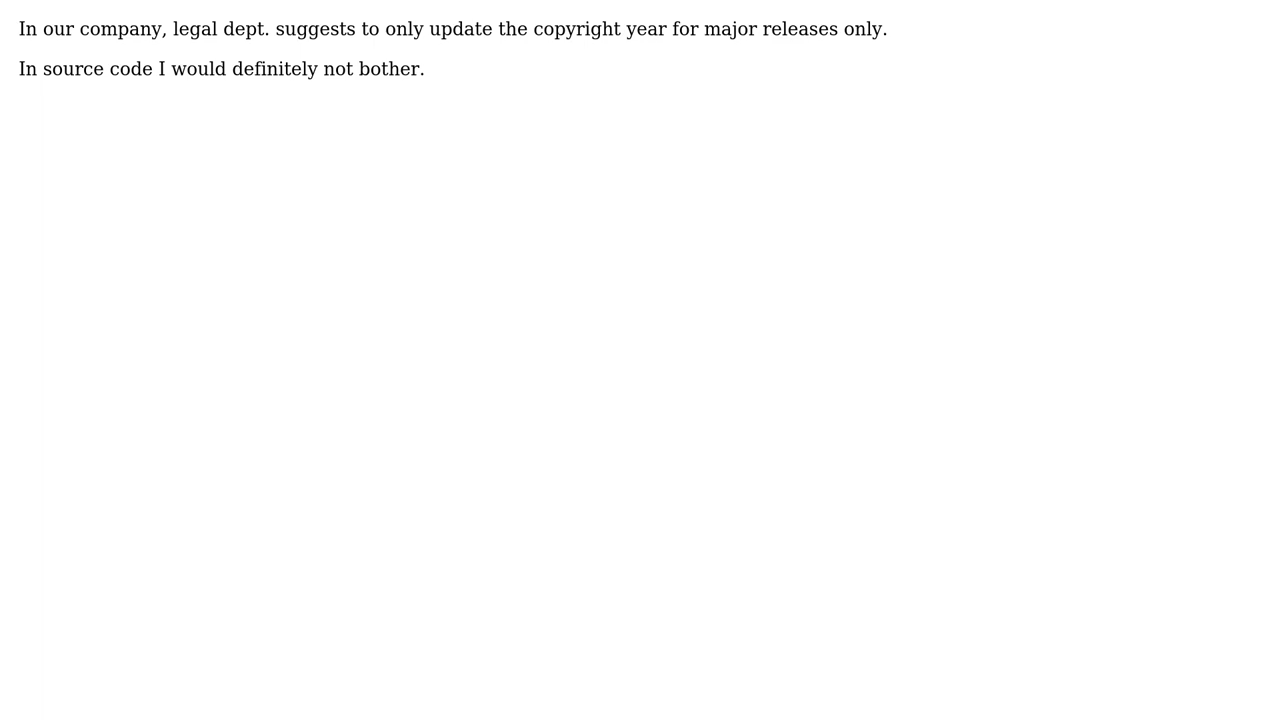 In our company, legal dept. suggests to only update the copyright year for major releases only.
In source code I would definitely not bother.